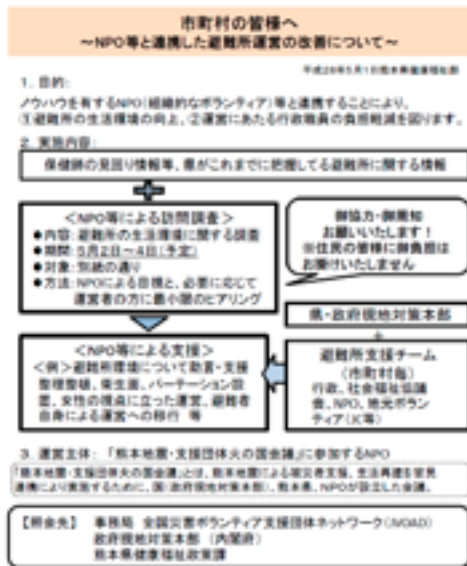 市町村の皆様へ
～NPO等と連携した避難所運営の改善について～
平成28年5月1日熊本県健康福祉部
1. 目的:
ノウハウを有するNPO(組織的なボランティア)等と連携することにより、
①避難所の生活環境の向上、②運営にあたる行政職員の負担軽減を図ります。
2. 実施内容:
保健師の見回り情報等、県がこれまでに把握してる避難所に関する情報
＜NPO等による訪問調査＞
●内容: 避難所の生活環境に関する調査
●期間: 5月2日～4日(予定)
●対象: 別紙の通り
●方法: NPOによる目視と、必要に応じて
運営者の方に最小限のヒアリング
御協力・御周知
お願いいたします！
※住民の皆様に御負担は
お掛けいたしません
県・政府現地対策本部
+
＜NPO等による支援＞
＜例＞避難所環境について助言・支援
整理整頓、衛生面、パーテーション設
置、女性の視点に立った運営、避難者
自身による運営への移行 等
避難所支援チーム
(市町村毎)
行政、社会福祉協議
会、NPO、地元ボラン
ティア(JC等)
3. 運営主体: 「熊本地震・支援団体火の国会議」に参加するNPO
「熊本地震・支援団体火の国会議」とは、熊本地震による被災者支援、生活再建を官民
連携により実施するために、国(政府現地対策本部)、熊本県、NPOが設立した会議。
【照会先】 事務局 全国災害ボランティア支援団体ネットワーク(JVOAD)
政府現地対策本部 (内閣府)
熊本県健康福祉政策課